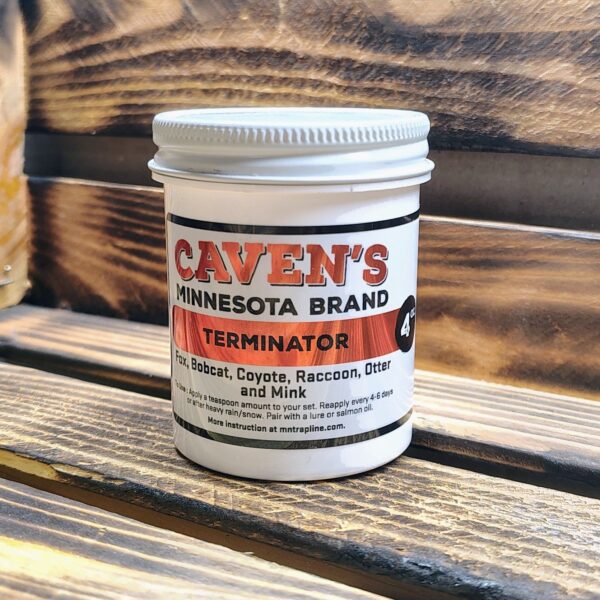 CAVEN'S
MINNESOTA BRAND
TERMINATOR
4 oz.
Fox, Bobcat, Coyote, Raccoon, Otter
and Mink
To use: Apply a teaspoon amount to your set. Reapply every 4-6 days
or after heavy rain/snow. Pair with a lure or salmon oil.
More instruction at mntrapline.com.